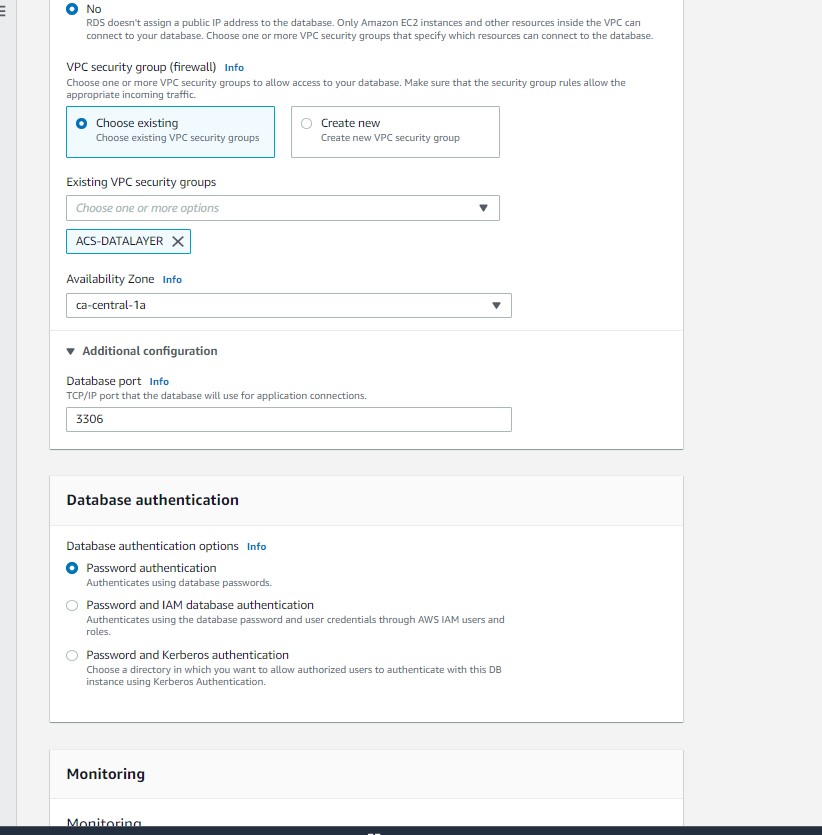 No
RDS doesn't assign a public IP address to the database. Only Amazon EC2 instances and other resources inside the VPC can
connect to your database. Choose one or more VPC security groups that specify which resources can connect to the database.
VPC security group (firewall) Info
Choose one or more VPC security groups to allow access to your database. Make sure that the security group rules allow the
appropriate incoming traffic.
Choose existing
Choose existing VPC security groups
Create new
Create new VPC security group
Existing VPC security groups
Choose one or more options
ACS-DATALAYER
Availability Zone Info
ca-central-1a
Additional configuration
Database port Info
TCP/IP port that the database will use for application connections.
3306
Database authentication
Database authentication options Info
Password authentication
Authenticates using database passwords.
Password and IAM database authentication
Authenticates using the database password and user credentials through AWS IAM users and
roles.
Password and Kerberos authentication
Choose a directory in which you want to allow authorized users to authenticate with this DB
instance using Kerberos Authentication.
Monitoring
Monitoring